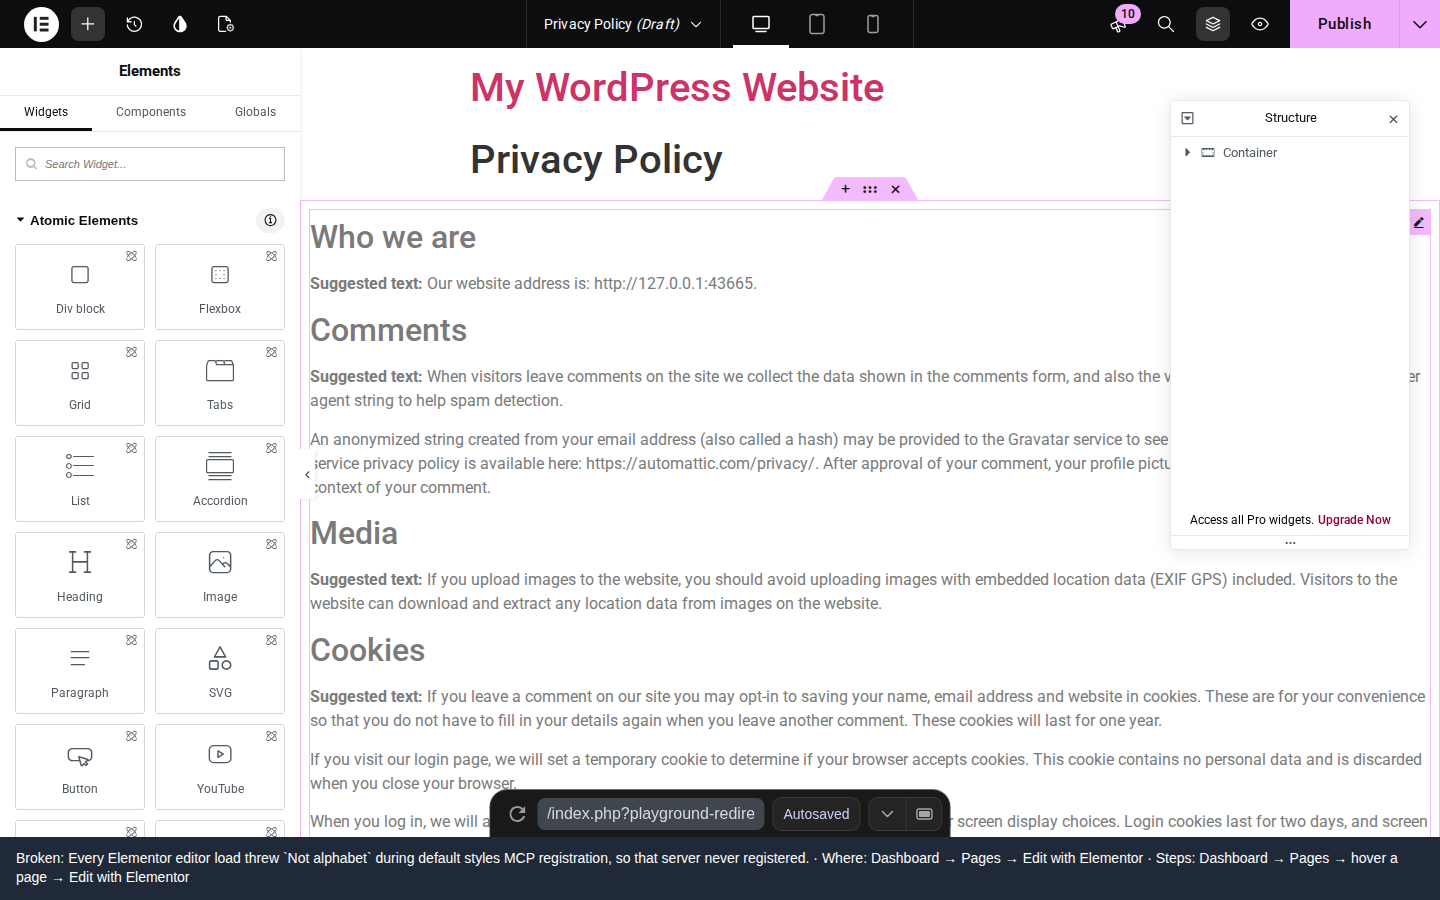 Privacy Policy (Draft)
10
Publish
Elements
Widgets
Components
Globals
Search Widget...
Atomic Elements
Div block
Flexbox
Grid
Tabs
List
Accordion
Heading
Image
Paragraph
SVG
Button
YouTube
My WordPress Website
Privacy Policy
Who we are
Suggested text: Our website address is: http://127.0.0.1:43665.
Comments
Suggested text: When visitors leave comments on the site we collect the data shown in the comments form, and also the
agent string to help spam detection.
An anonymized string created from your email address (also called a hash) may be provided to the Gravatar service to see
service privacy policy is available here: https://automattic.com/privacy/. After approval of your comment, your profile
context of your comment.
Media
Suggested text: If you upload images to the website, you should avoid uploading images with embedded location data (EXIF GPS) included. Visitors to the
website can download and extract any location data from images on the website.
Cookies
Suggested text: If you leave a comment on our site you may opt-in to saving your name, email address and website in cookies. These are for your convenience
so that you do not have to fill in your details again when you leave another comment. These cookies will last for one year.
If you visit our login page, we will set a temporary cookie to determine if your browser accepts cookies. This cookie contains no personal data and is discarded
when you close your browser.
When you log in, we will screen display choices. Login cookies last for two days, and screen
Structure
Container
Access all Pro widgets. Upgrade Now
/index.php?playground-redire
Autosaved
Broken: Every Elementor editor load threw `Not alphabet` during default styles MCP registration, so that server never registered. · Where: Dashboard → Pages → Edit with Elementor · Steps: Dashboard → Pages → hover a
page → Edit with Elementor